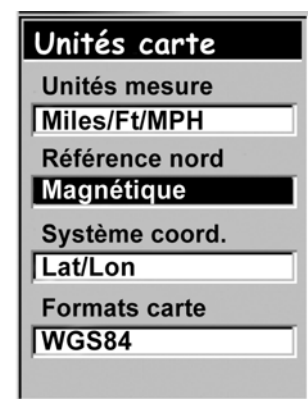 Unités carte
Unités mesure
Miles/Ft/MPH
Référence nord
Magnétique
Système coord.
Lat/Lon
Formats carte
WGS84